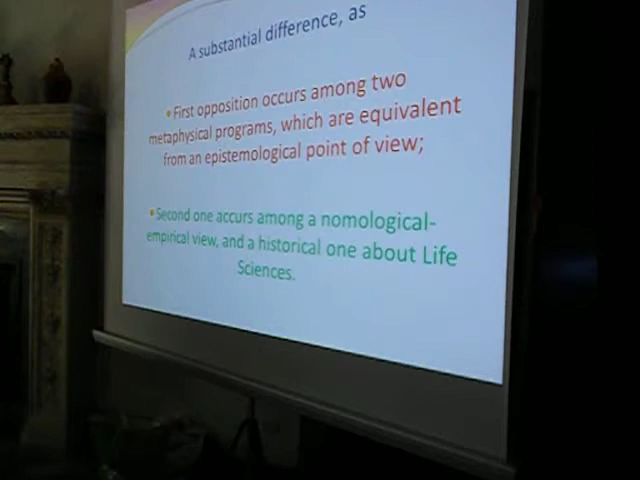 A substantial difference, as
• First opposition occurs among two
metaphysical programs, which are equivalent
from an epistemological point of view;
• Second one accurs among a nomological-
empirical view, and a historical one about Life
Sciences.